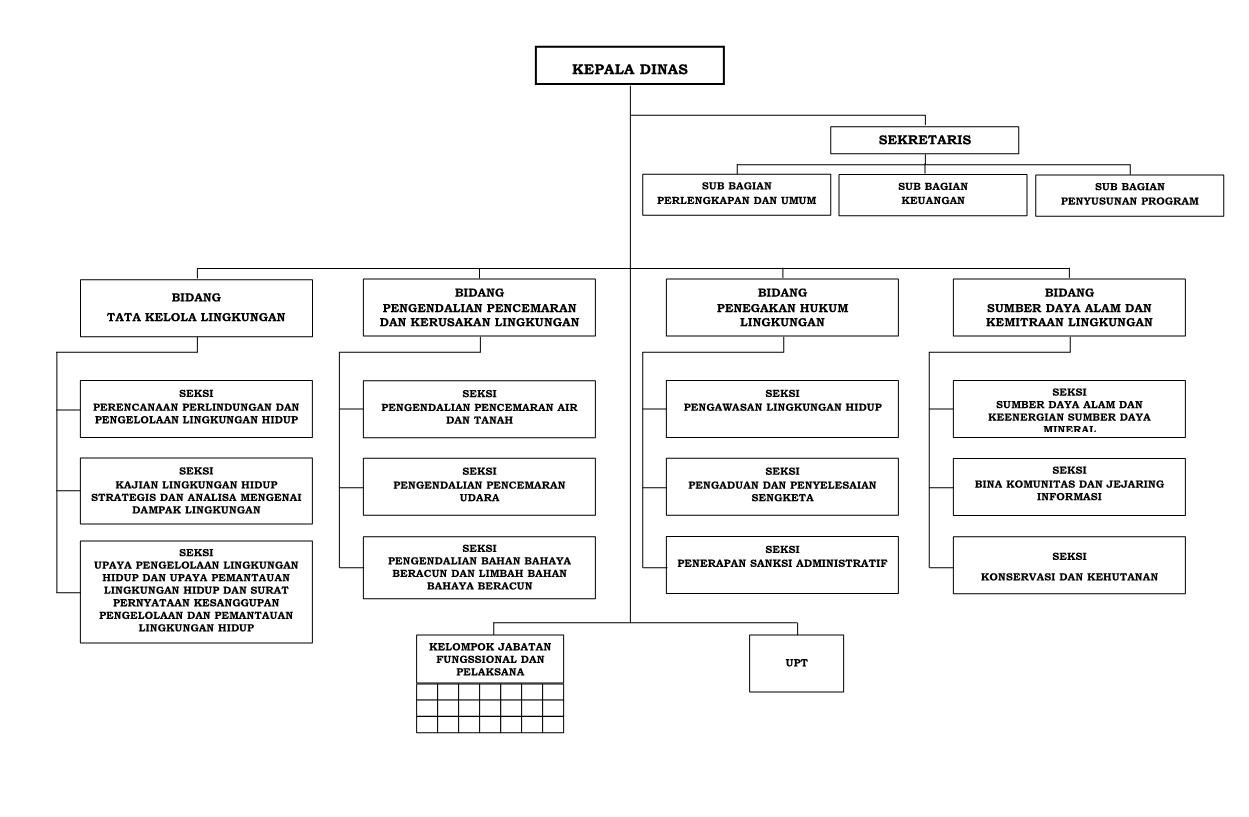 KEPALA DINAS
SEKRETARIS
SUB BAGIAN
PERLENGKAPAN DAN UMUM
SUB BAGIAN
KEUANGAN
SUB BAGIAN
PENYUSUNAN PROGRAM
BIDANG
TATA KELOLA LINGKUNGAN
BIDANG
PENGENDALIAN PENCEMARAN
DAN KERUSAKAN LINGKUNGAN
BIDANG
PENEGAKAN HUKUM
LINGKUNGAN
BIDANG
SUMBER DAYA ALAM DAN
KEMITRAAN LINGKUNGAN
SEKSI
PERENCANAAN PERLINDUNGAN DAN
PENGELOLAAN LINGKUNGAN HIDUP
SEKSI
PENGENDALIAN PENCEMARAN AIR
DAN TANAH
SEKSI
PENGAWASAN LINGKUNGAN HIDUP
SEKSI
SUMBER DAYA ALAM DAN
KEENERGIAN SUMBER DAYA
MINERAL
SEKSI
KAJIAN LINGKUNGAN HIDUP
STRATEGIS DAN ANALISA MENGENAI
DAMPAK LINGKUNGAN
SEKSI
PENGENDALIAN PENCEMARAN
UDARA
SEKSI
PENGADUAN DAN PENYELESAIAN
SENGKETA
SEKSI
BINA KOMUNITAS DAN JEJARING
INFORMASI
SEKSI
UPAYA PENGELOLAAN LINGKUNGAN
HIDUP DAN UPAYA PEMANTAUAN
LINGKUNGAN HIDUP DAN SURAT
PERNYATAAN KESANGGUPAN
PENGELOLAAN DAN PEMANTAUAN
LINGKUNGAN HIDUP
SEKSI
PENGENDALIAN BAHAN BAHAYA
BERACUN DAN LIMBAH BAHAN
BAHAYA BERACUN
SEKSI
PENERAPAN SANKSI ADMINISTRATIF
SEKSI
KONSERVASI DAN KEHUTANAN
KELOMPOK JABATAN
FUNGSSIONAL DAN
PELAKSANA
UPT